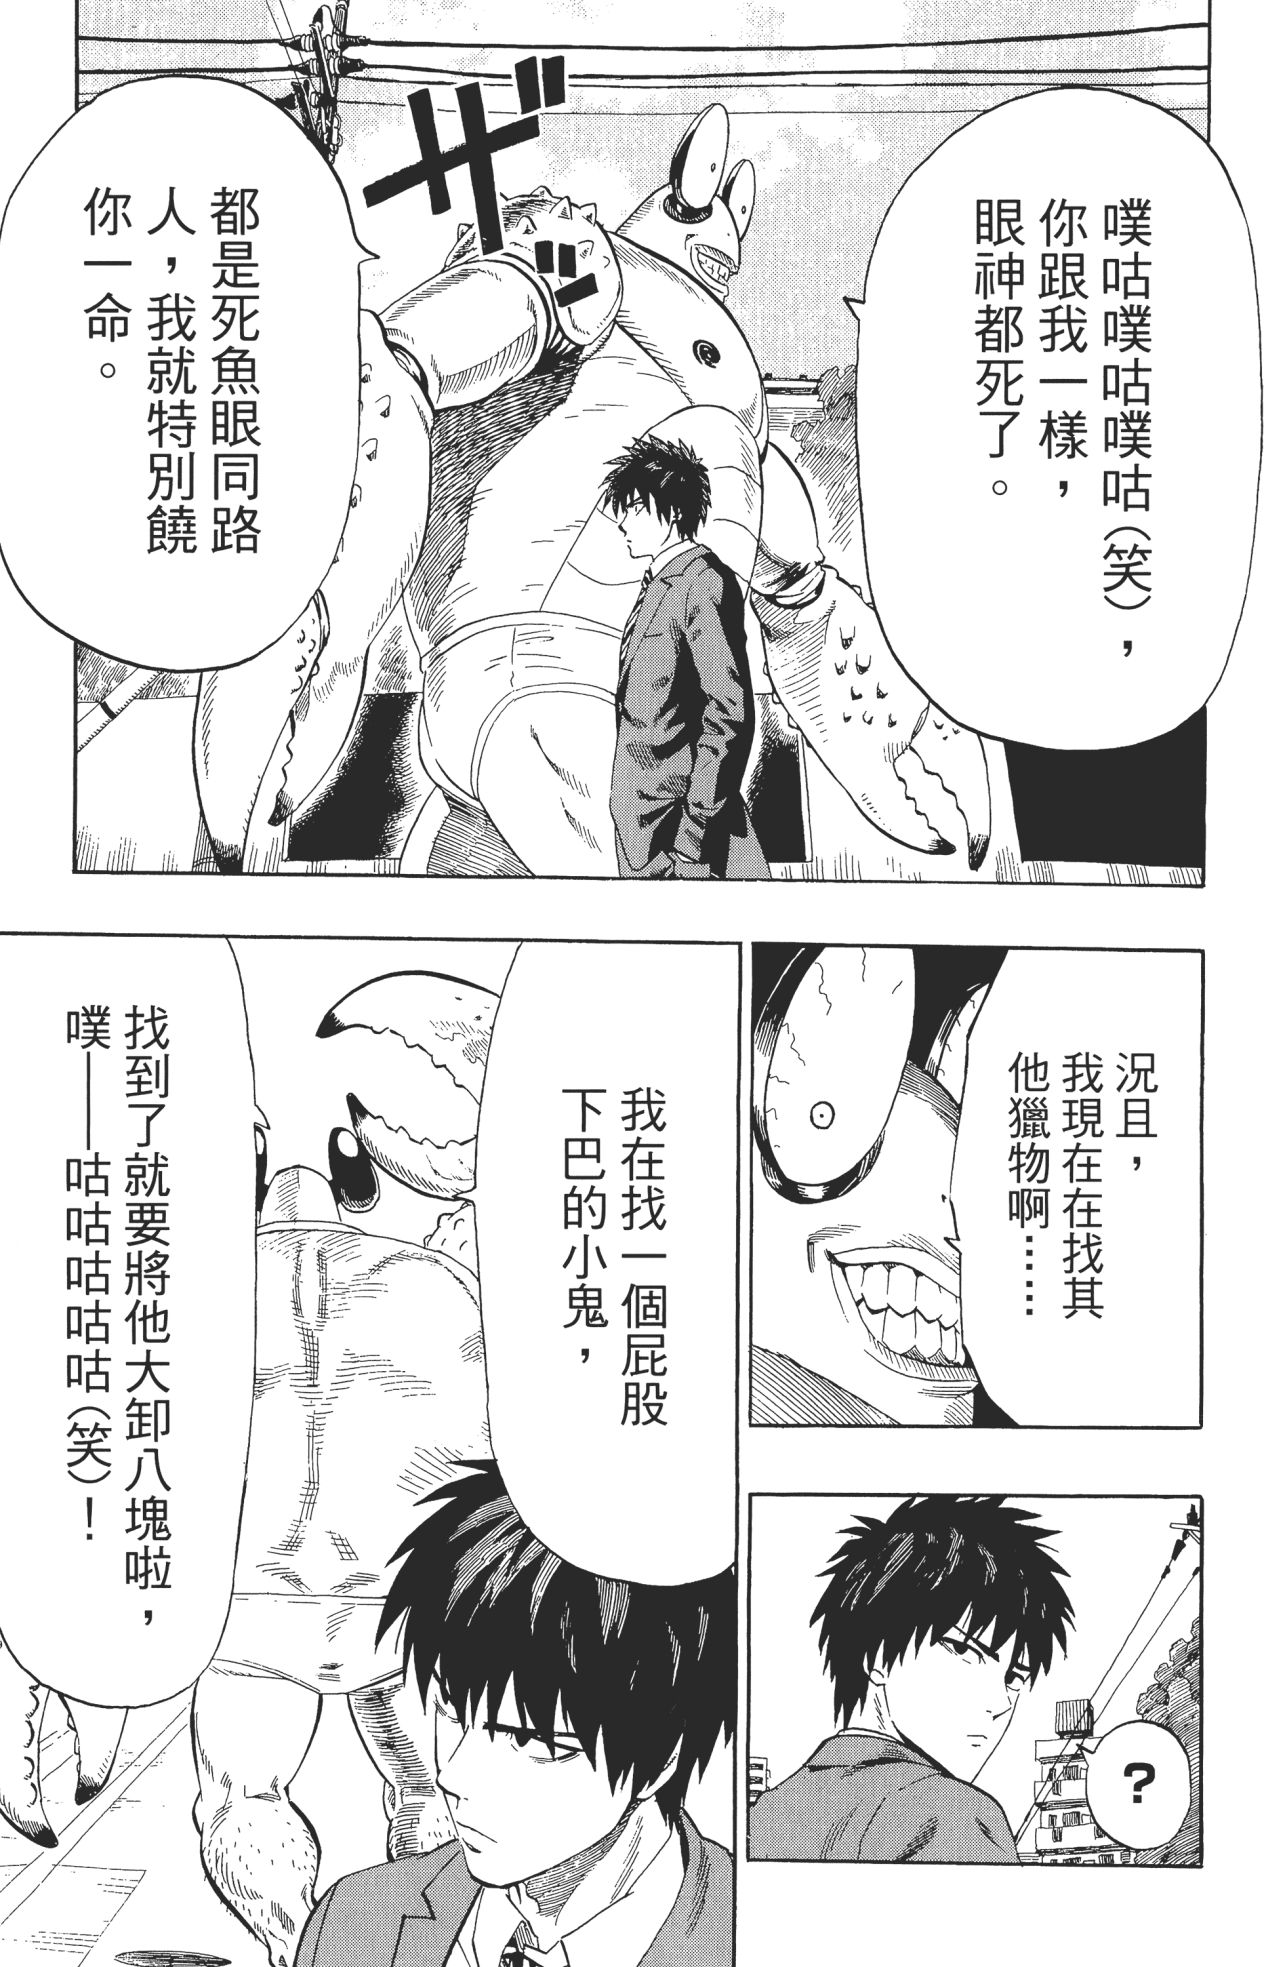 噗咕噗咕噗咕（笑），
你跟我一樣，
眼神都死了。
ザッ
都是死魚眼同路
人，我就特別饒
你一命。
況且，
我現在在找其
他獵物啊……
？
我在找一個屁股
下巴的小鬼，
找到了就要將他大卸八塊啦，
噗——咕咕咕咕咕（笑）！